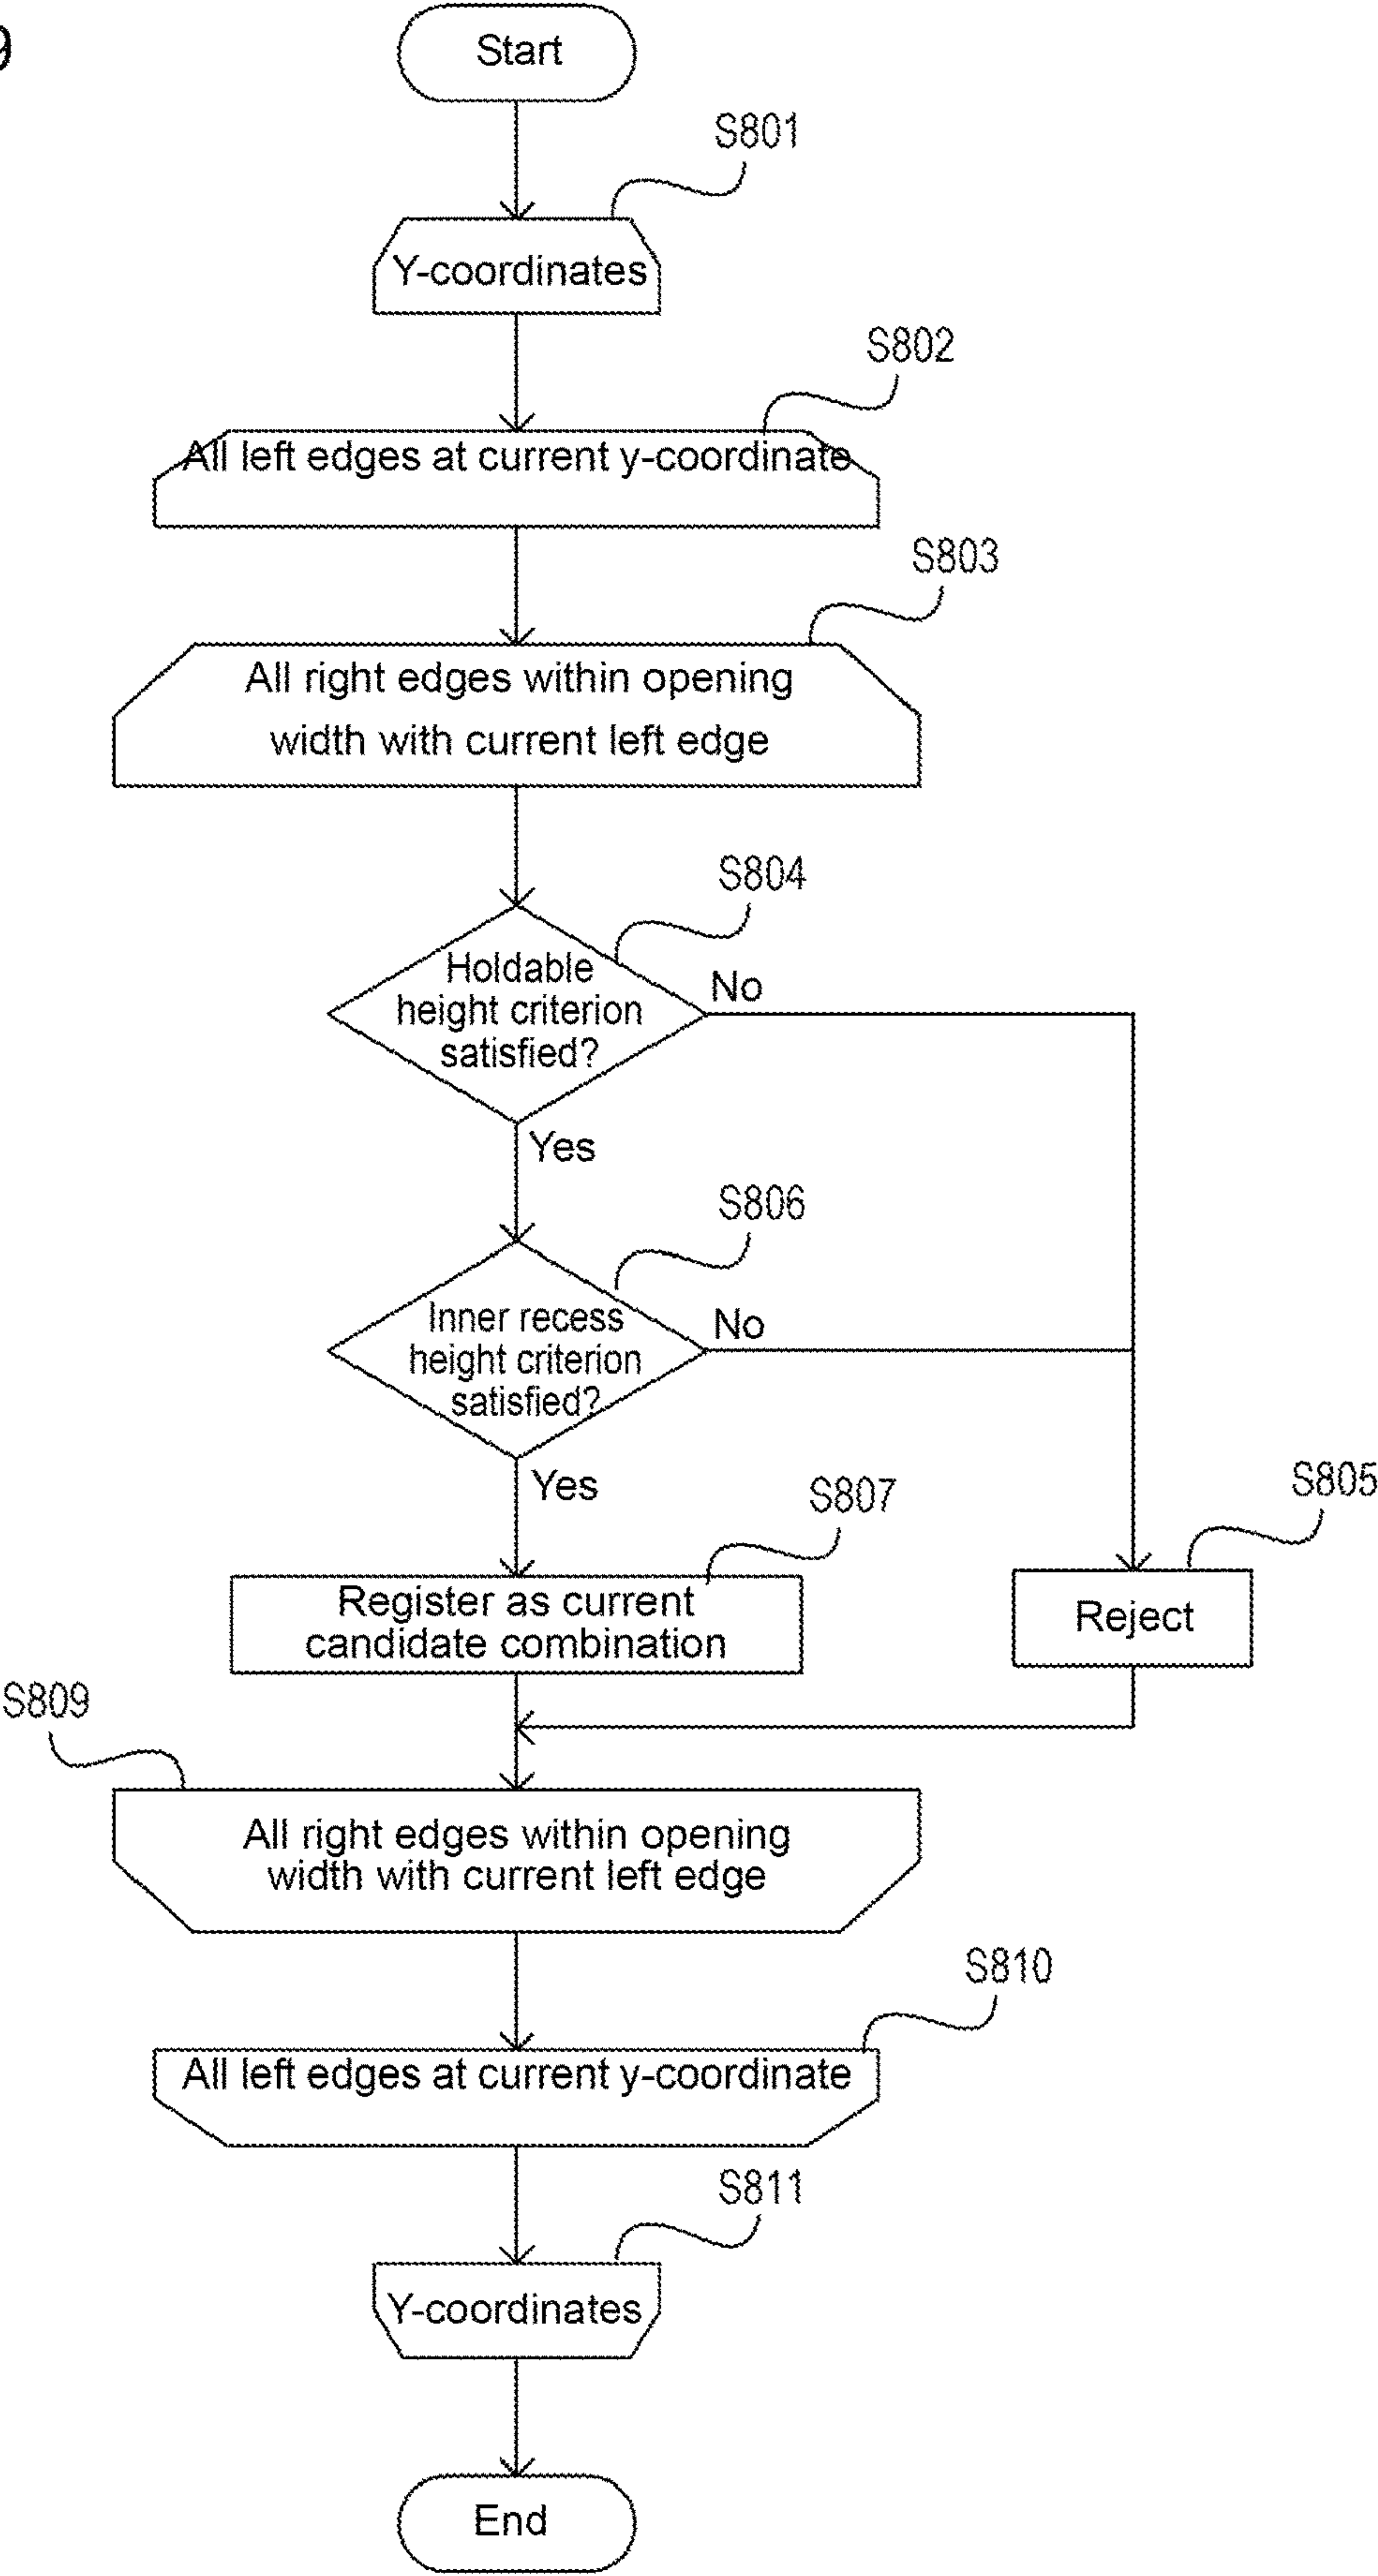 9
Start
S801
Y-coordinates
S802
All left edges at current y-coordinate
S803
All right edges within opening
width with current left edge
S804
Holdable
height criterion
satisfied?
No
Yes
S806
Inner recess
height criterion
satisfied?
No
Yes
S807
S805
Register as current
candidate combination
Reject
S809
All right edges within opening
width with current left edge
S810
All left edges at current y-coordinate
S811
Y-coordinates
End